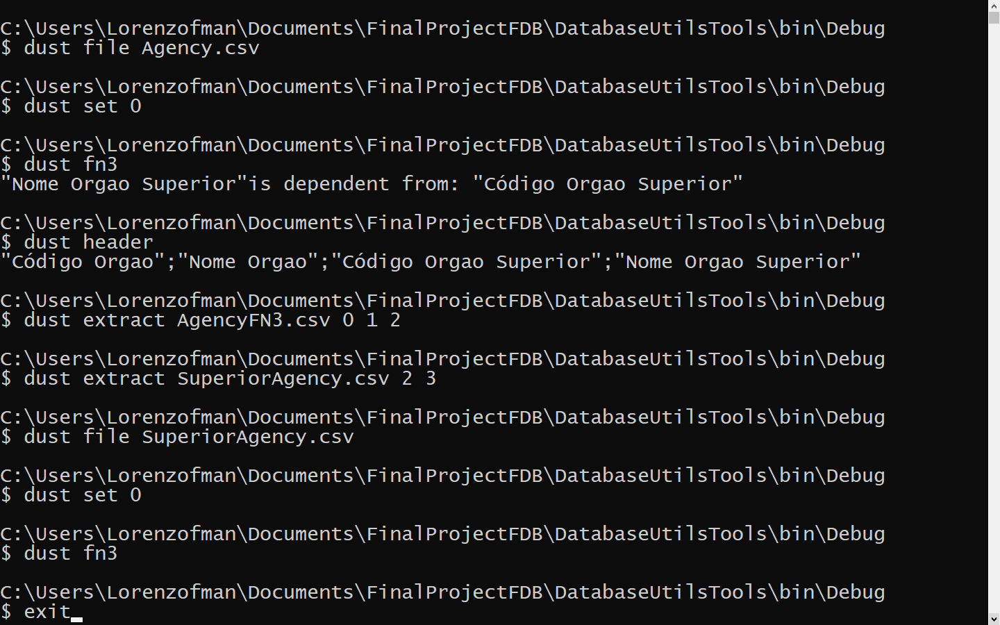 C:\Users\Lorenzofman\Documents\FinalProjectFDB\DatabaseUtilsTools\bin\Debug
$ dust file Agency.csv
C:\Users\Lorenzofman\Documents\FinalProjectFDB\DatabaseUtilsTools\bin\Debug
$ dust set 0
C:\Users\Lorenzofman\Documents\FinalProjectFDB\DatabaseUtilsTools\bin\Debug
$ dust fn3
"Nome Orgao Superior"is dependent from: "Código Orgao Superior"
C:\Users\Lorenzofman\Documents\FinalProjectFDB\DatabaseUtilsTools\bin\Debug
$ dust header
"Código Orgao";"Nome Orgao";"Código Orgao Superior";"Nome Orgao Superior"
C:\Users\Lorenzofman\Documents\FinalProjectFDB\DatabaseUtilsTools\bin\Debug
$ dust extract AgencyFN3.csv 0 1 2
C:\Users\Lorenzofman\Documents\FinalProjectFDB\DatabaseUtilsTools\bin\Debug
$ dust extract SuperiorAgency.csv 2 3
C:\Users\Lorenzofman\Documents\FinalProjectFDB\DatabaseUtilsTools\bin\Debug
$ dust file SuperiorAgency.csv
C:\Users\Lorenzofman\Documents\FinalProjectFDB\DatabaseUtilsTools\bin\Debug
$ dust set 0
C:\Users\Lorenzofman\Documents\FinalProjectFDB\DatabaseUtilsTools\bin\Debug
$ dust fn3
C:\Users\Lorenzofman\Documents\FinalProjectFDB\DatabaseUtilsTools\bin\Debug
$ exit